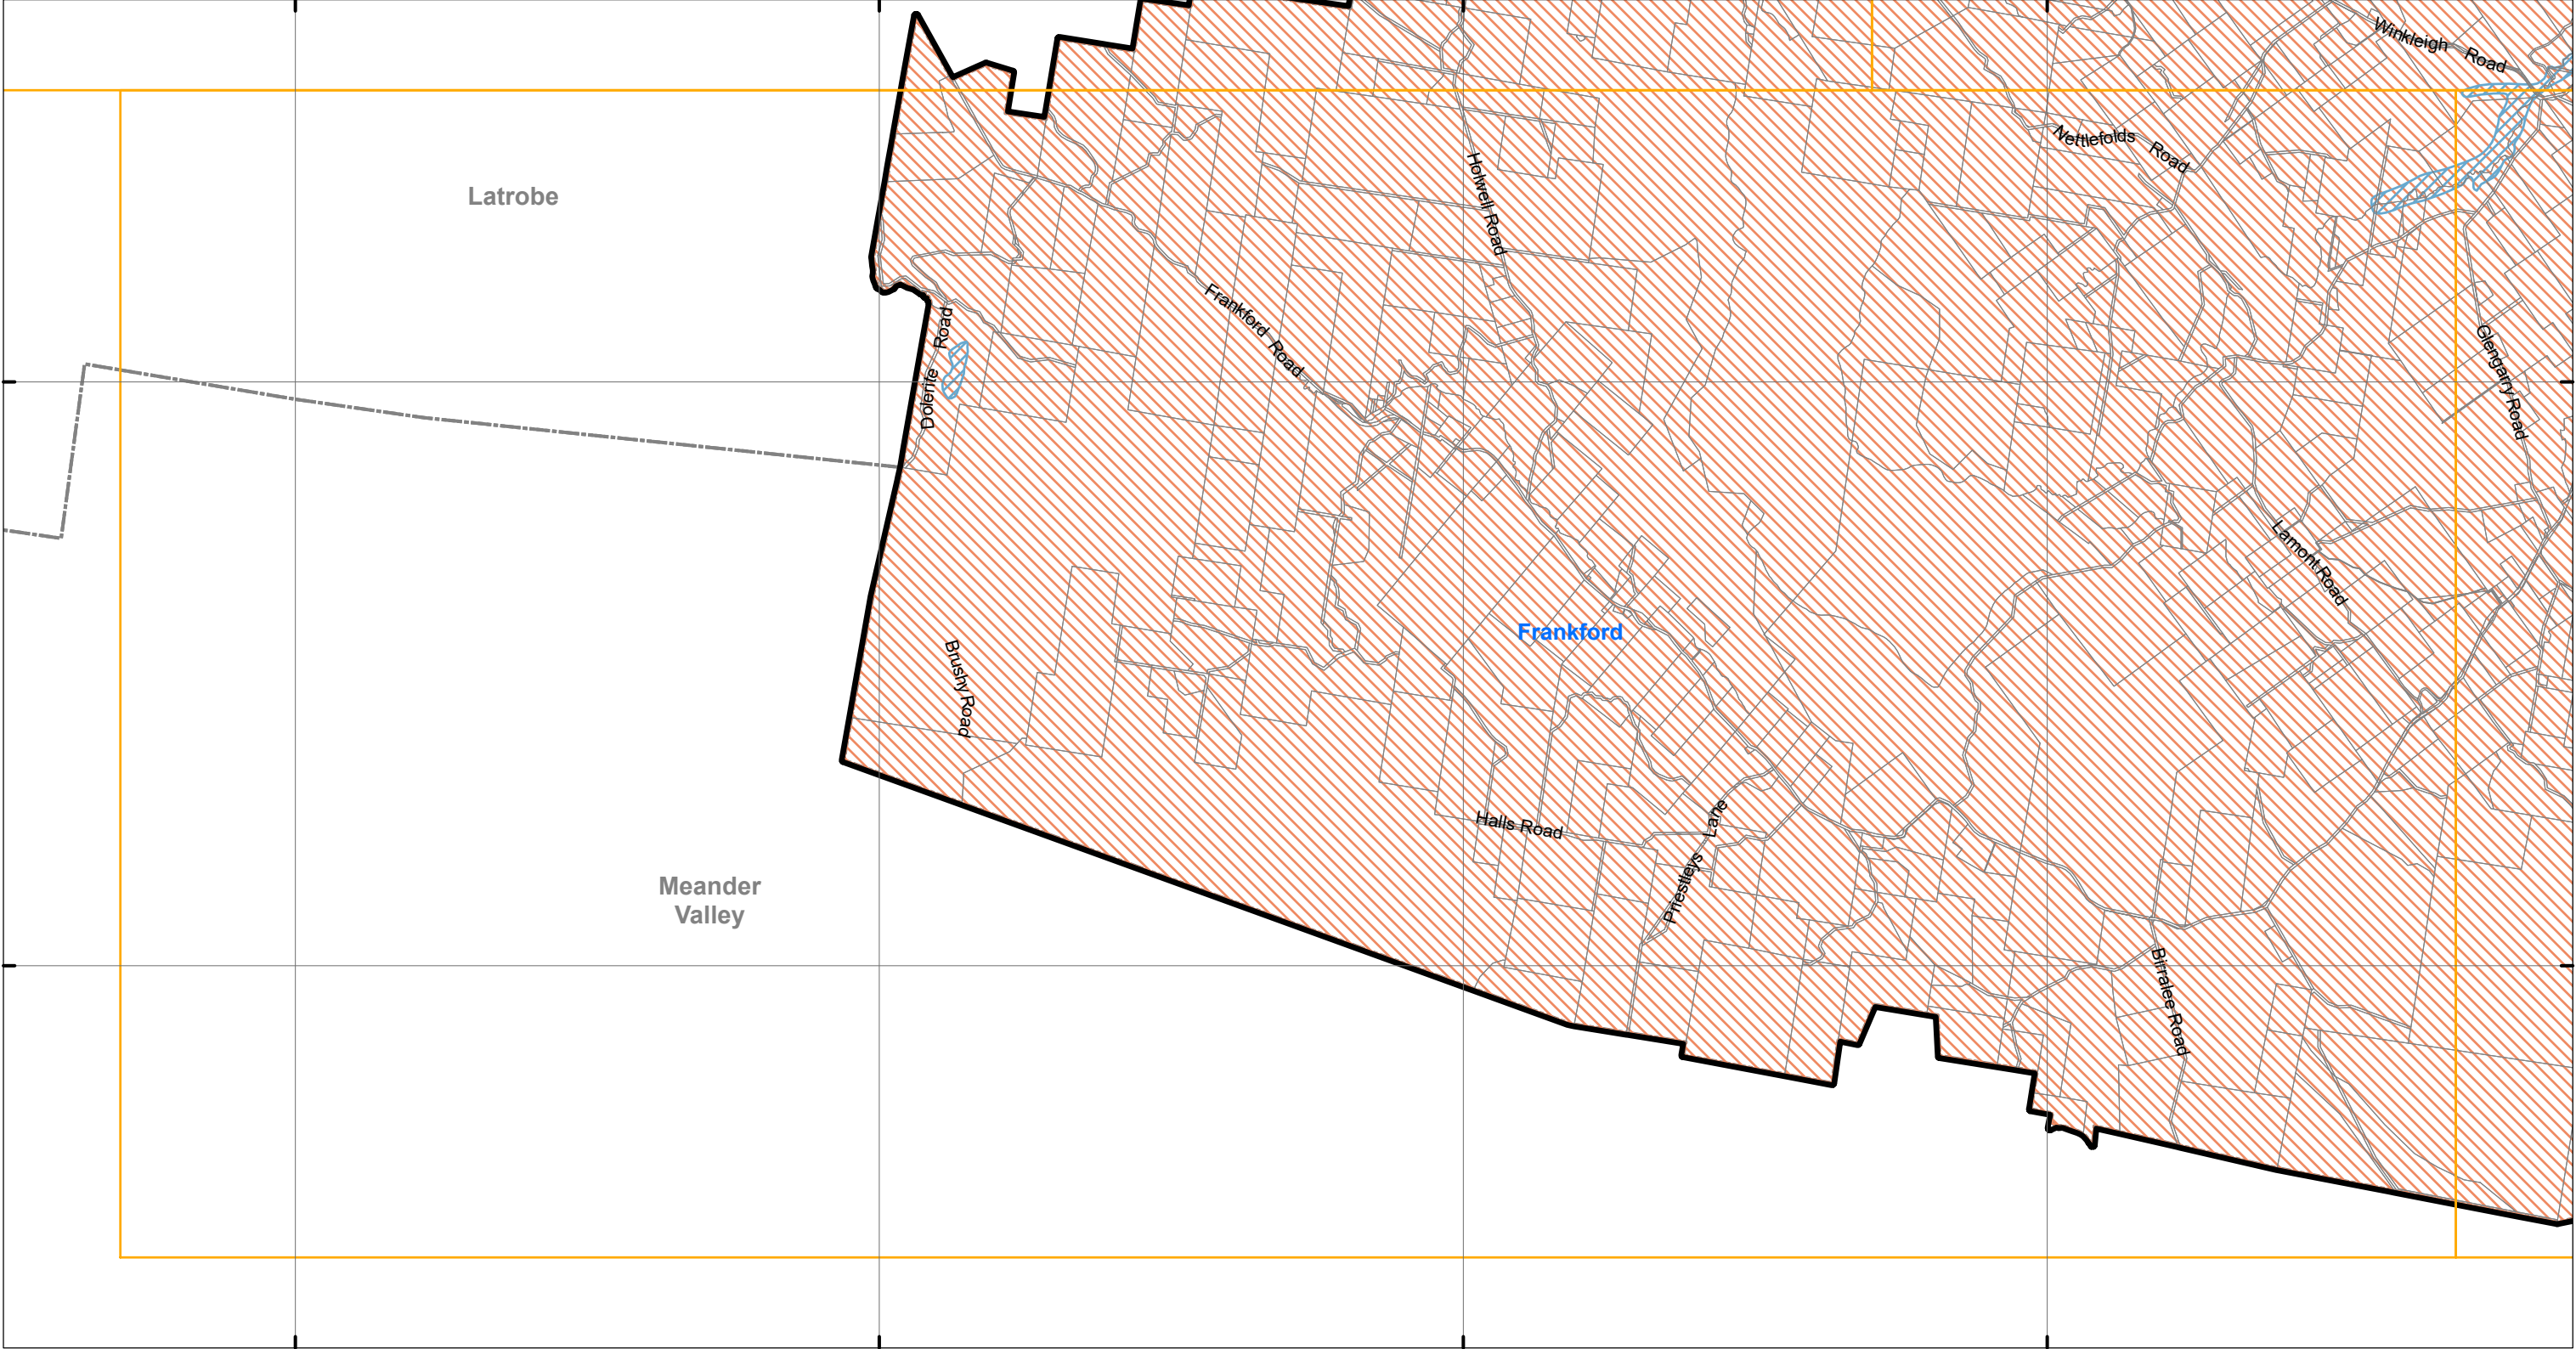 Winkleigh Road
Nettlefolds Road
Latrobe
Holwell Road
Frankford Road
Dolerite Road
Glengarry Road
Lamont Road
Frankford
Brushy Road
Halls Road
Priestleys Lane
Meander
Valley
Birralee Road